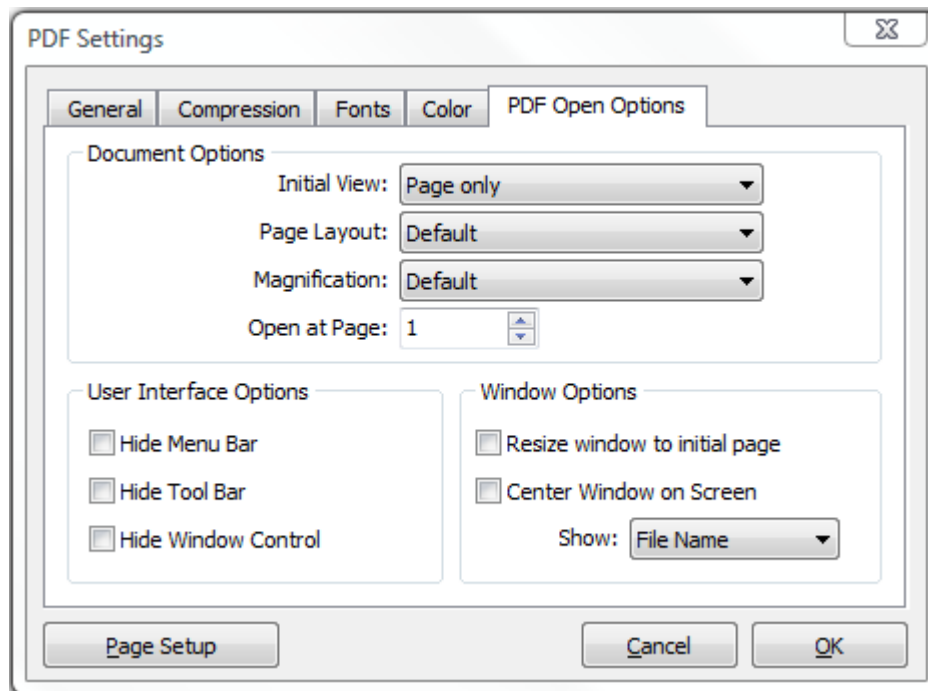 PDF Settings
General Compression Fonts Color PDF Open Options
Document Options
Initial View: Page only
Page Layout: Default
Magnification: Default
Open at Page: 1
User Interface Options
Hide Menu Bar
Hide Tool Bar
Hide Window Control
Window Options
Resize window to initial page
Center Window on Screen
Show: File Name
Page Setup Cancel OK